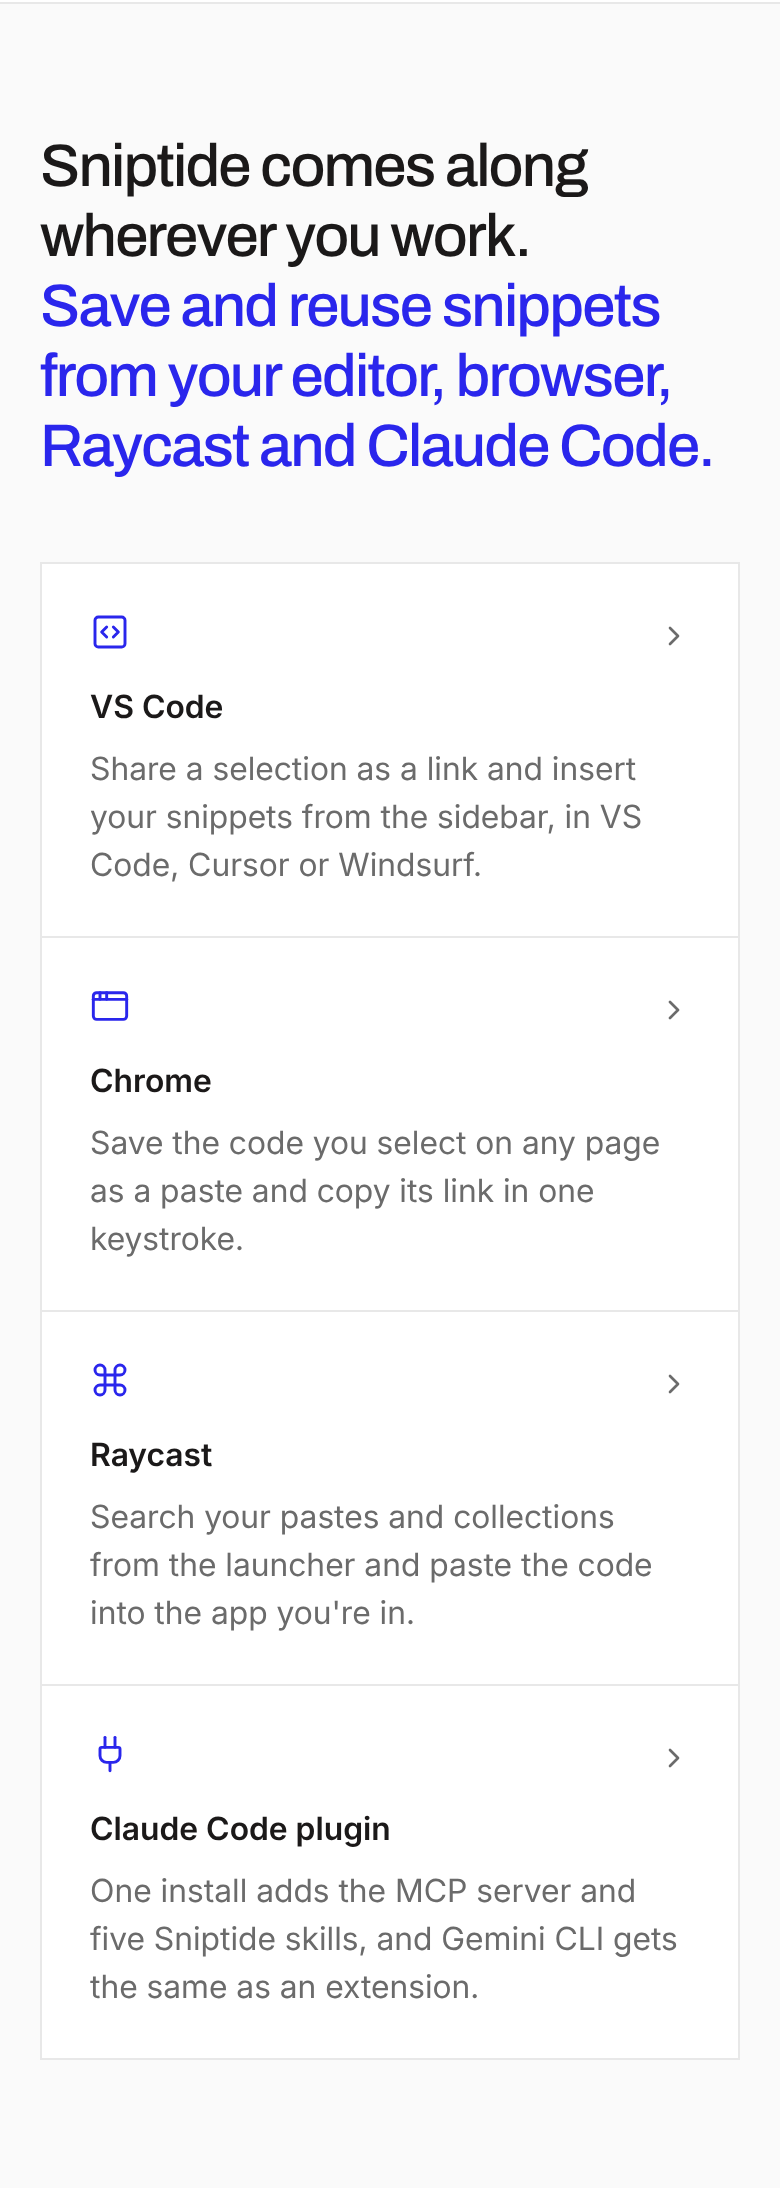 Sniptide comes along
wherever you work.
Save and reuse snippets
from your editor, browser,
Raycast and Claude Code.
VS Code
Share a selection as a link and insert
your snippets from the sidebar, in VS
Code, Cursor or Windsurf.
Chrome
Save the code you select on any page
as a paste and copy its link in one
keystroke.
Raycast
Search your pastes and collections
from the launcher and paste the code
into the app you're in.
Claude Code plugin
One install adds the MCP server and
five Sniptide skills, and Gemini CLI gets
the same as an extension.